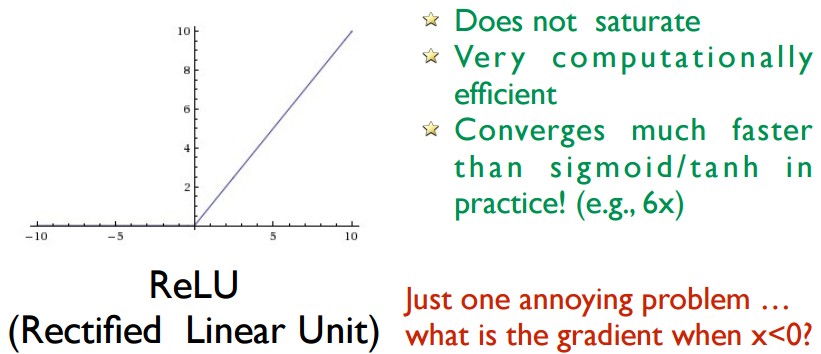 10
8
6
4
2
-10
-5
5
10
ReLU
(Rectified Linear Unit)
Does not saturate
Very computationally
efficient
Converges much faster
than sigmoid/tanh in
practice! (e.g., 6x)
Just one annoying problem …
what is the gradient when x<0?